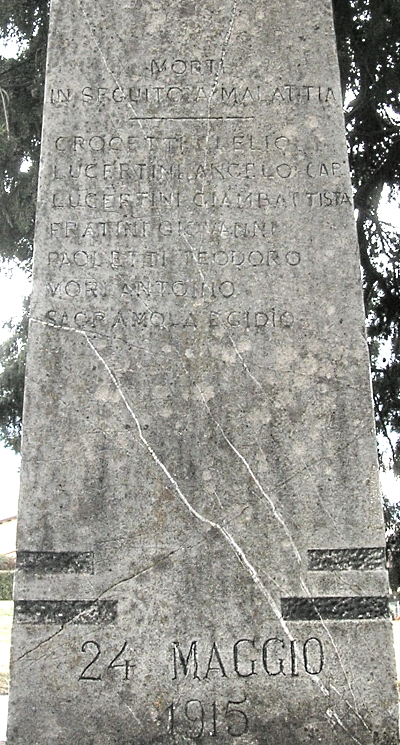 MORTI
IN SEGUITO A MALATTIA
CROCETTI ELIO
LUCERTINI ANGELO CAP.
LUCERTINI GIAMBATTISTA
FRATINI GIOVANNI
PAOLETTI TEODORO
MORI ANTONINO
SACRAMOLA EGIDIO
24 MAGGIO
1915